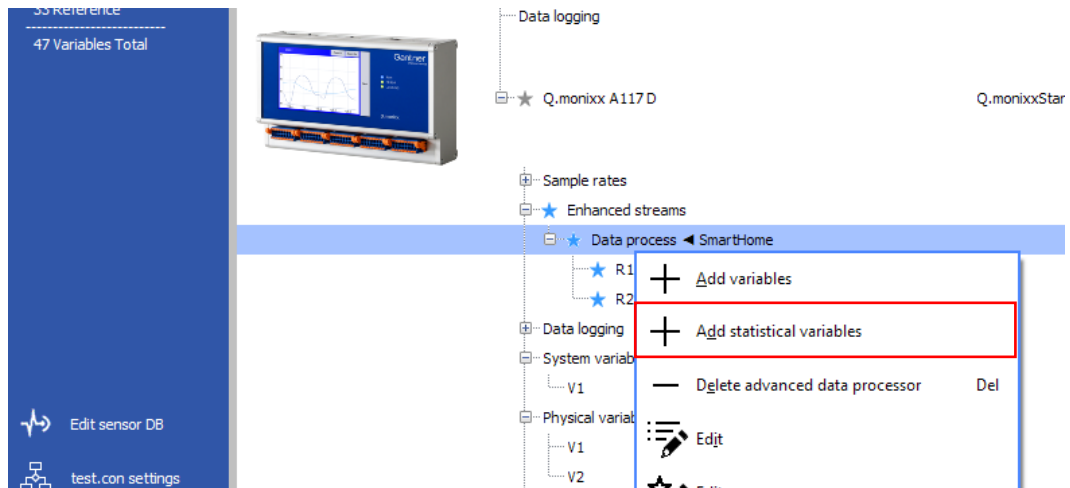 33 Reference
47 Variables Total
Edit sensor DB
test.con settings
Gantner
Data logging
Q.monixx A117 D
Q.monixxStar
Sample rates
Enhanced streams
Data process ◄ SmartHome
R1
R2
Data logging
System variab
V1
Physical variab
V1
V2
Add variables
Add statistical variables
Delete advanced data processor Del
Edit